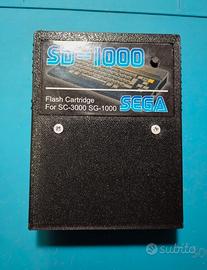 SD-1000
Flash Cartridge
For SC-3000 SG-1000
SEGA
subito